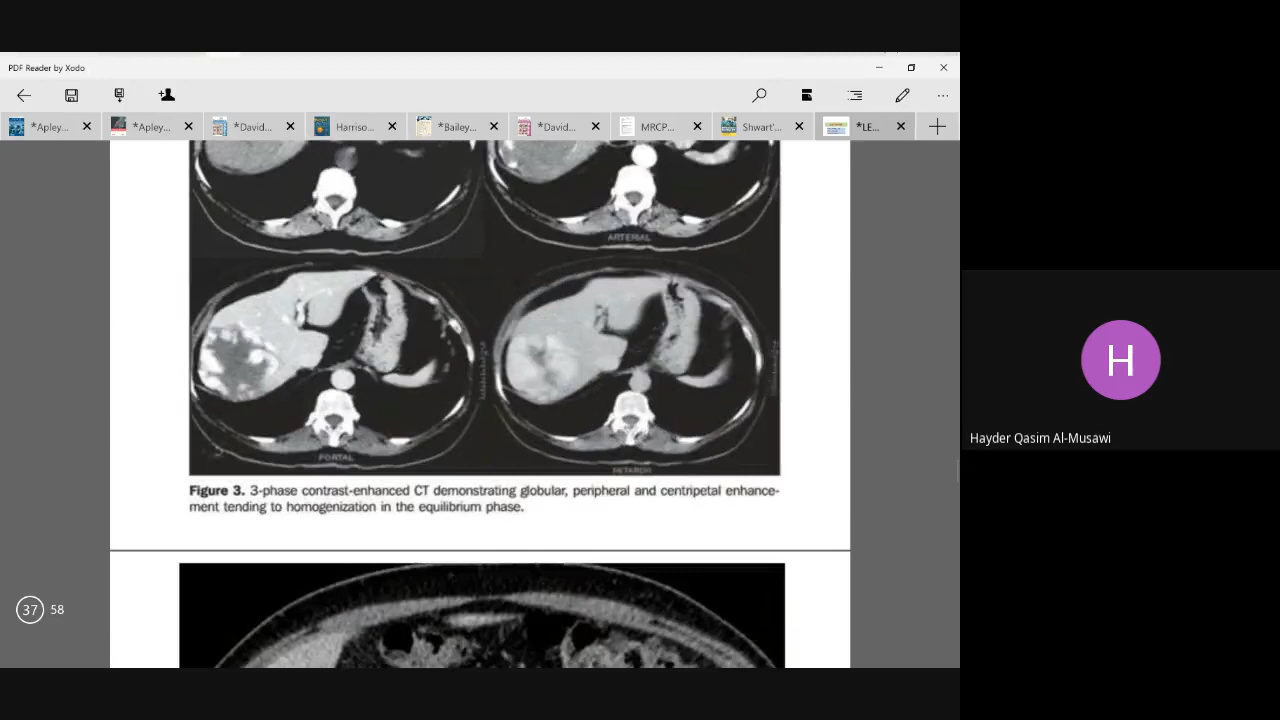 PDF Reader by Xodo
*Apley...
*Apley...
*David...
Harriso...
*Bailey...
*David...
MRCP...
Shwart'...
*LE...
ARTERIAL
PORTAL
RETARDI
Figure 3. 3-phase contrast-enhanced CT demonstrating globular, peripheral and centripetal enhance-
ment tending to homogenization in the equilibrium phase.
37 58
H
Hayder Qasim Al-Musawi